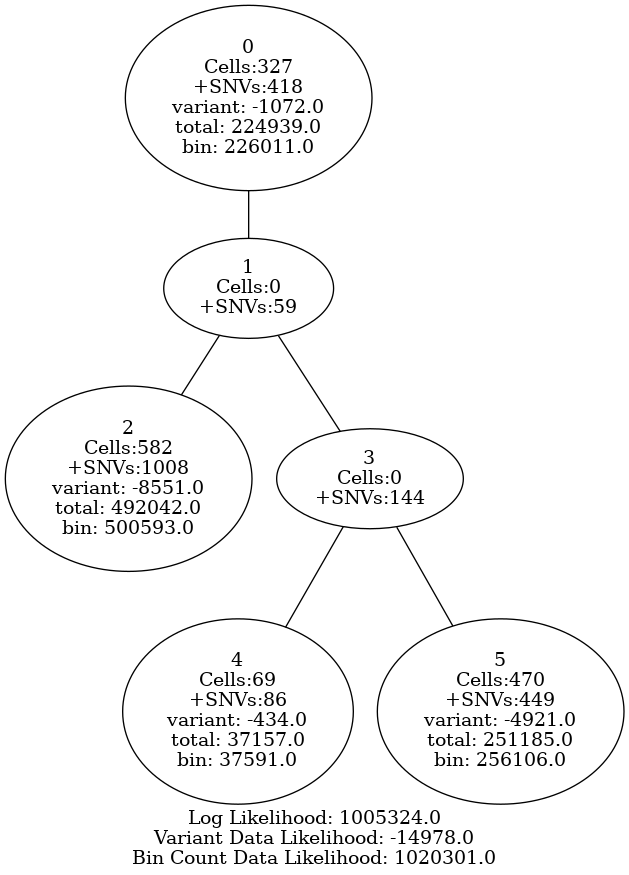 0
Cells:327
+SNVs:418
variant: -1072.0
total: 224939.0
bin: 226011.0
1
Cells:0
+SNVs:59
2
Cells:582
+SNVs:1008
variant: -8551.0
total: 492042.0
bin: 500593.0
3
Cells:0
+SNVs:144
4
Cells:69
+SNVs:86
variant: -434.0
total: 37157.0
bin: 37591.0
5
Cells:470
+SNVs:449
variant: -4921.0
total: 251185.0
bin: 256106.0
Log Likelihood: 1005324.0
Variant Data Likelihood: -14978.0
Bin Count Data Likelihood: 1020301.0